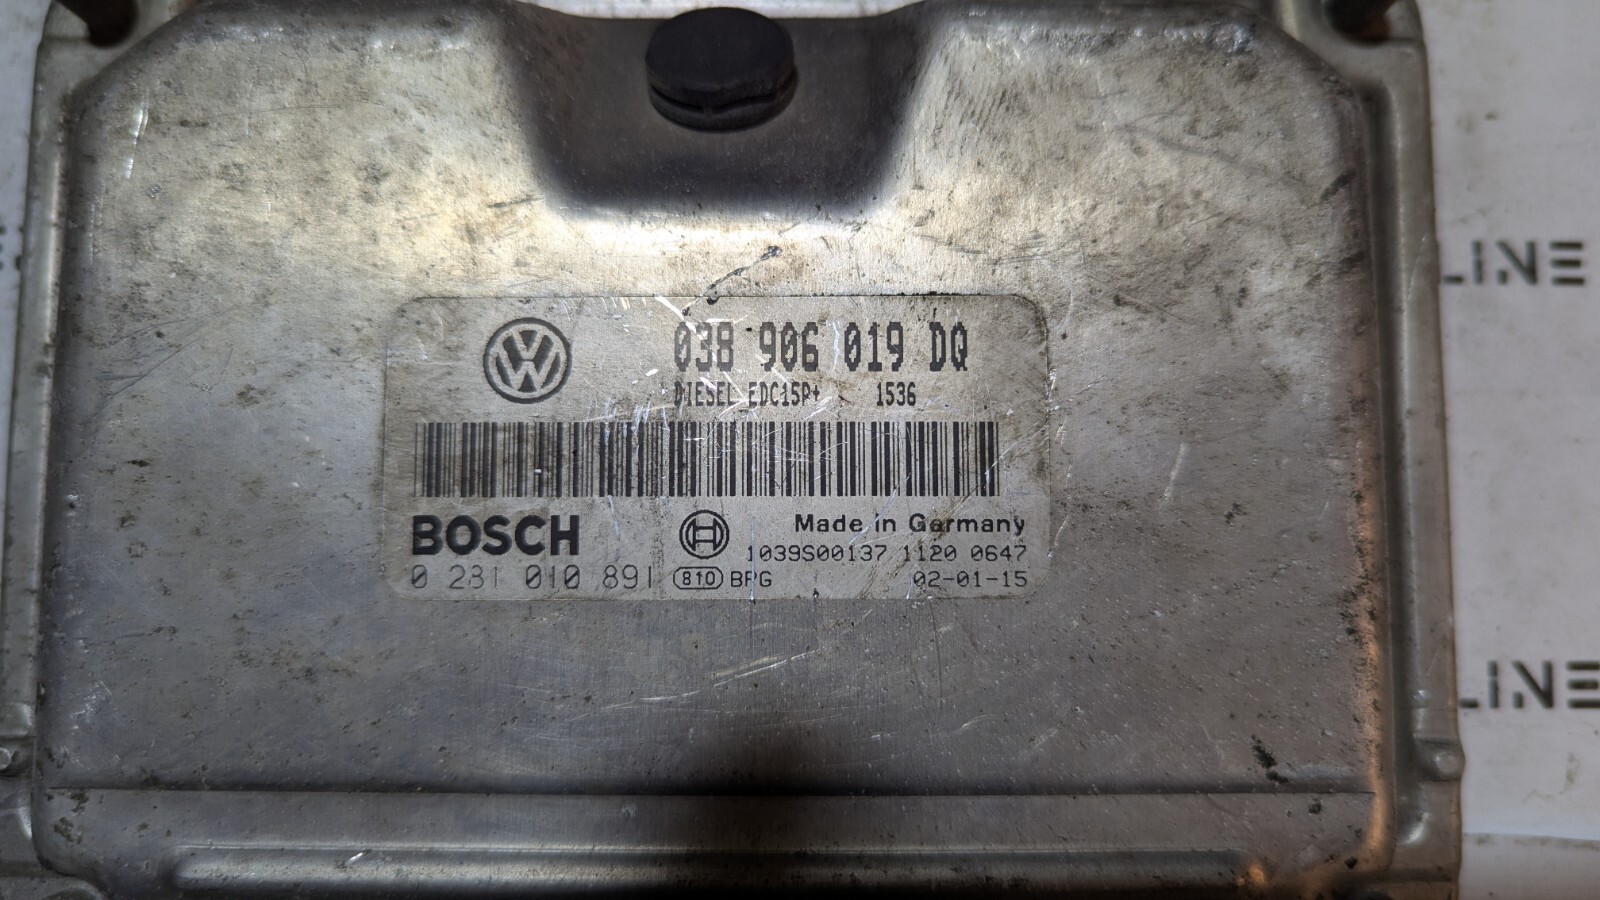 038 906 019 DQ
DIESEL EDC15P+ 1536
BOSCH
Made in Germany
1039S00137 1120 0647
0 281 010 891 810 BPG 02-01-15
LINE
LINE